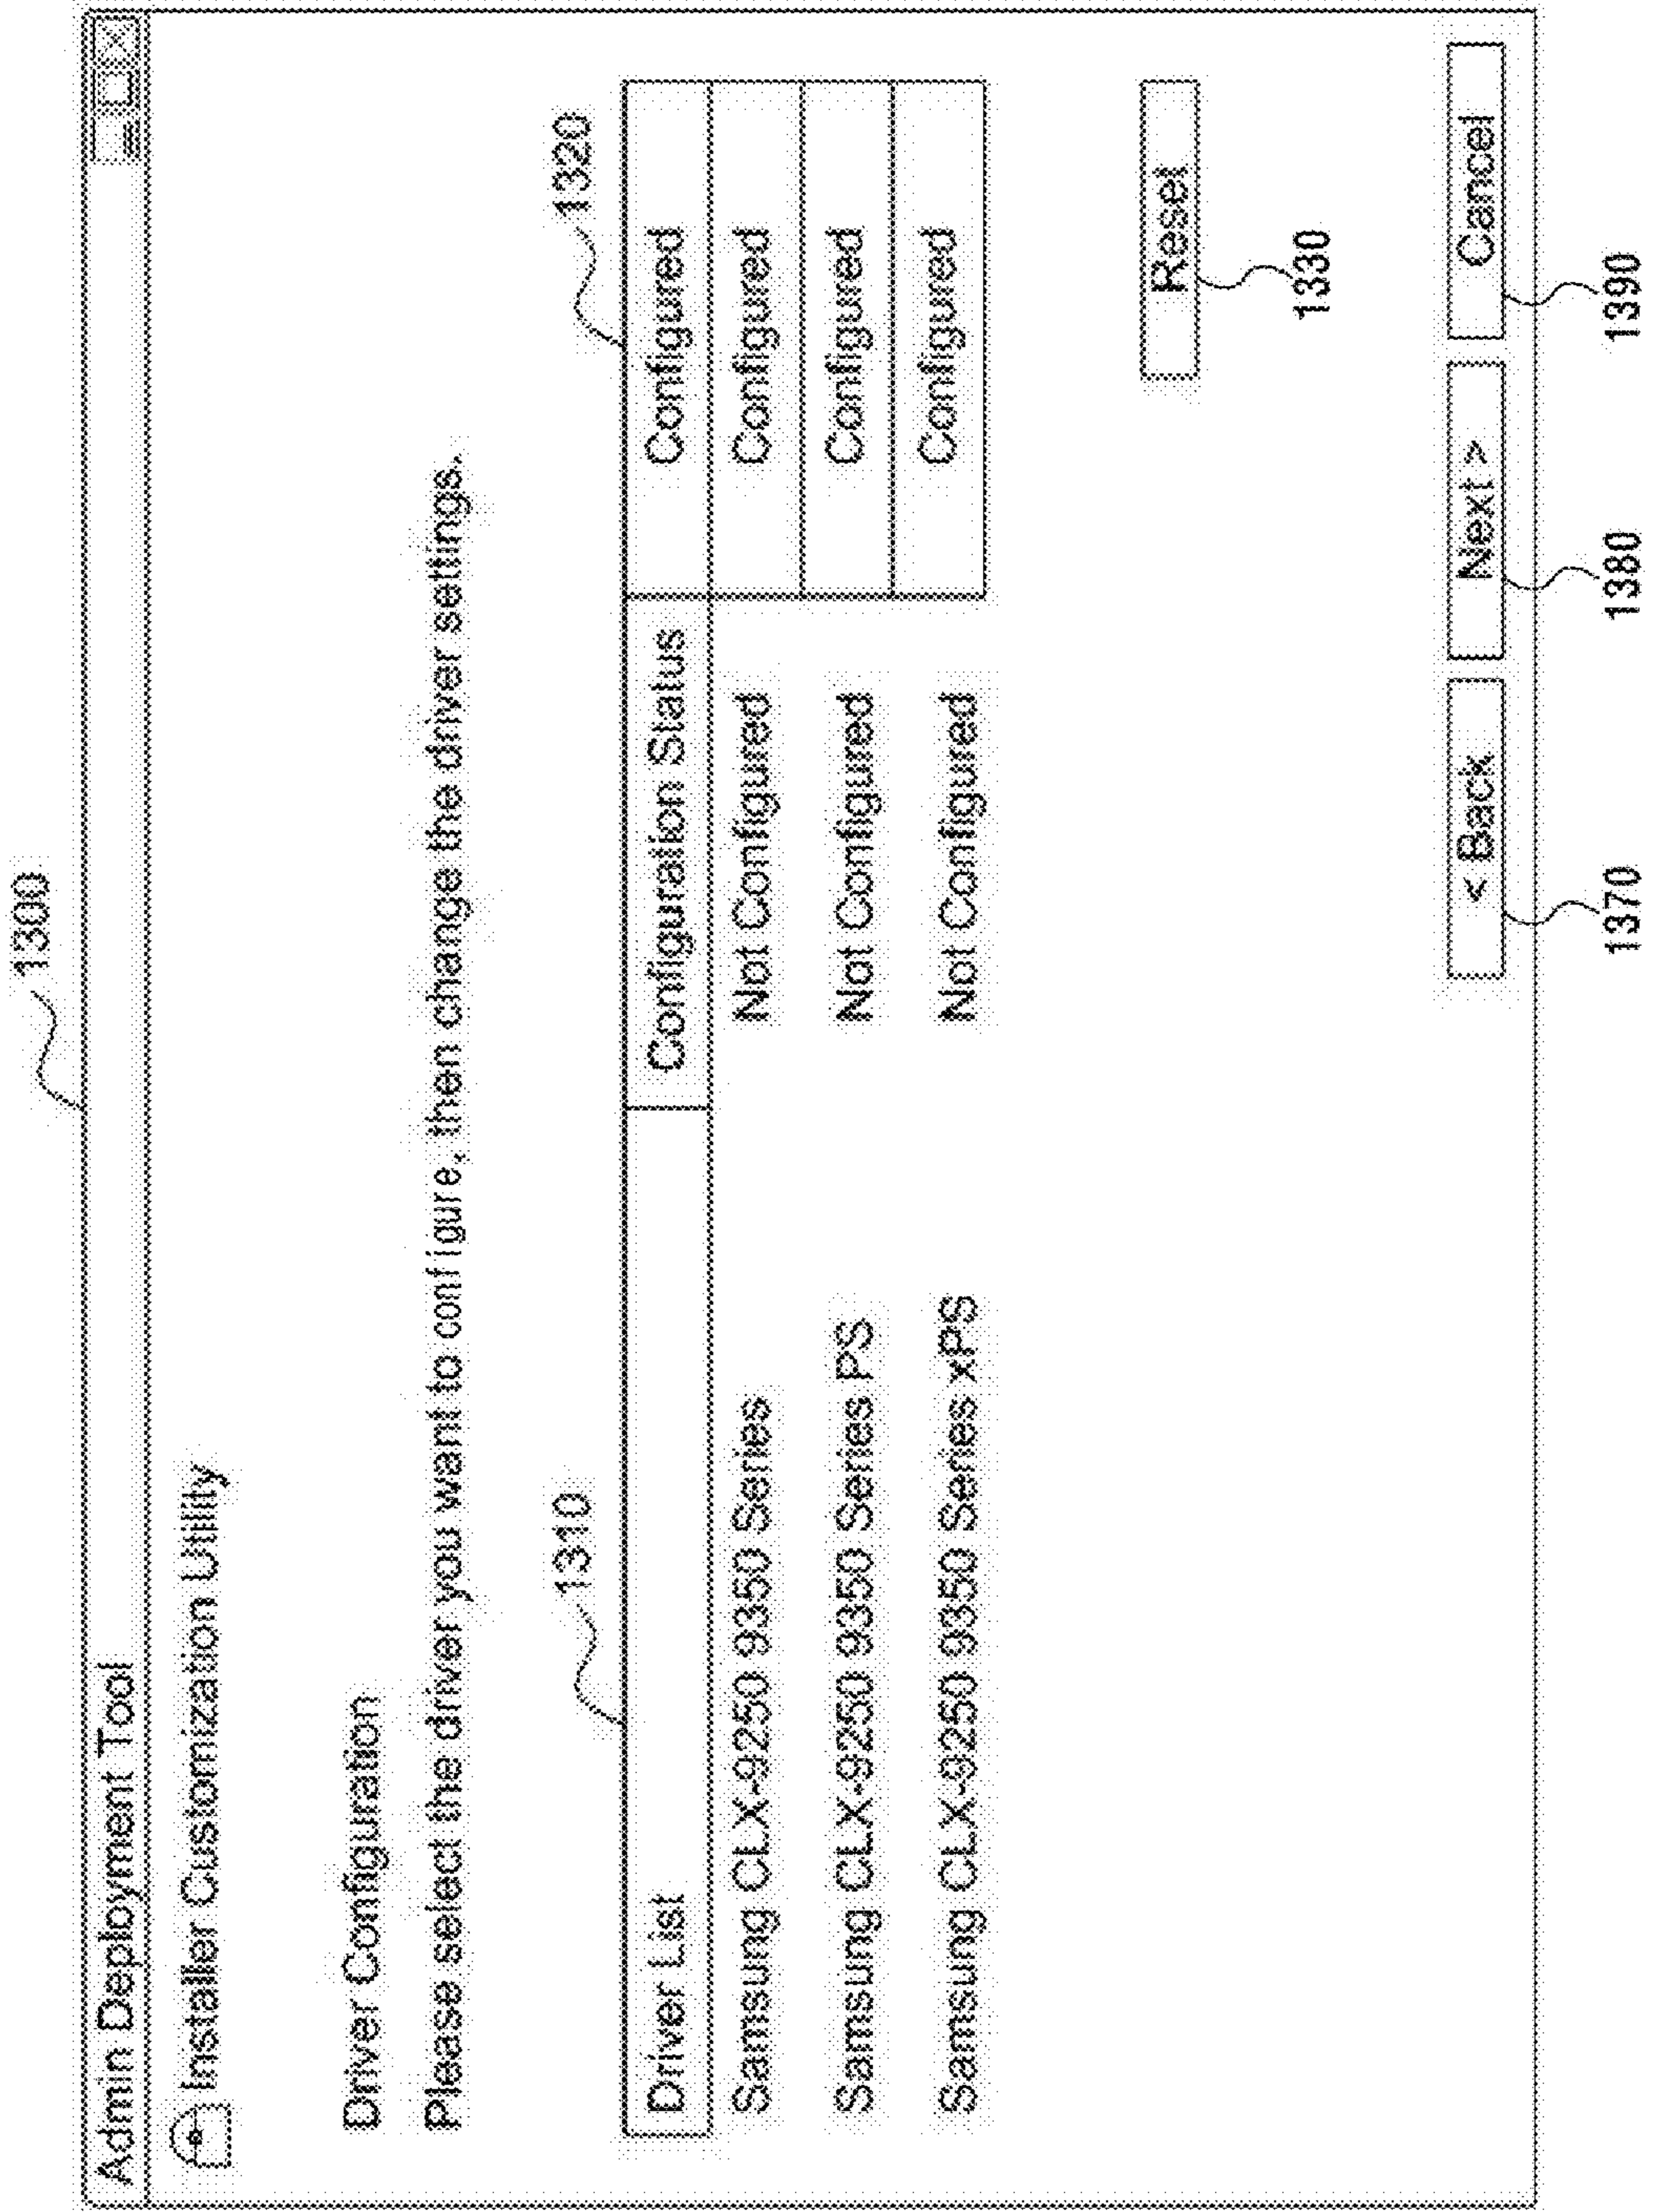 1300
Admin Deployment Tool
Installer Customization Utility
Driver Configuration
Please select the driver you want to configure, then change the driver settings.
1310
1320
Driver List Configuration Status Configured
Samsung CLX-9250 9350 Series Not Configured Configured
Samsung CLX-9250 9350 Series PS Not Configured Configured
Samsung CLX-9250 9350 Series xPS Not Configured Configured
Reset
1330
< Back Next > Cancel
1370 1380 1390